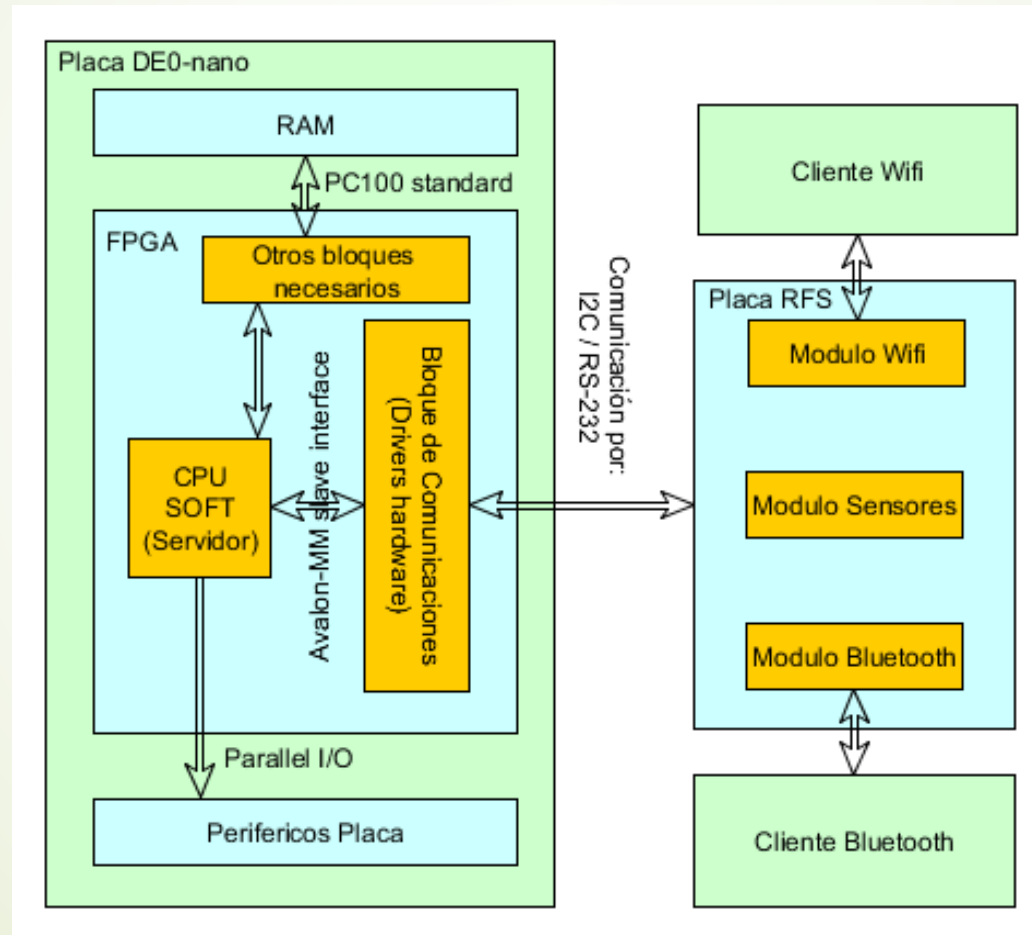 Placa DE0-nano
RAM
PC100 standard
FPGA
Otros bloques
necesarios
CPU
SOFT
(Servidor)
Avalon-MM slave interface
Bloque de Comunicaciones
(Drivers hardware)
Parallel I/O
Perifericos Placa
Comunicación por:
I2C / RS-232
Cliente Wifi
Placa RFS
Modulo Wifi
Modulo Sensores
Modulo Bluetooth
Cliente Bluetooth